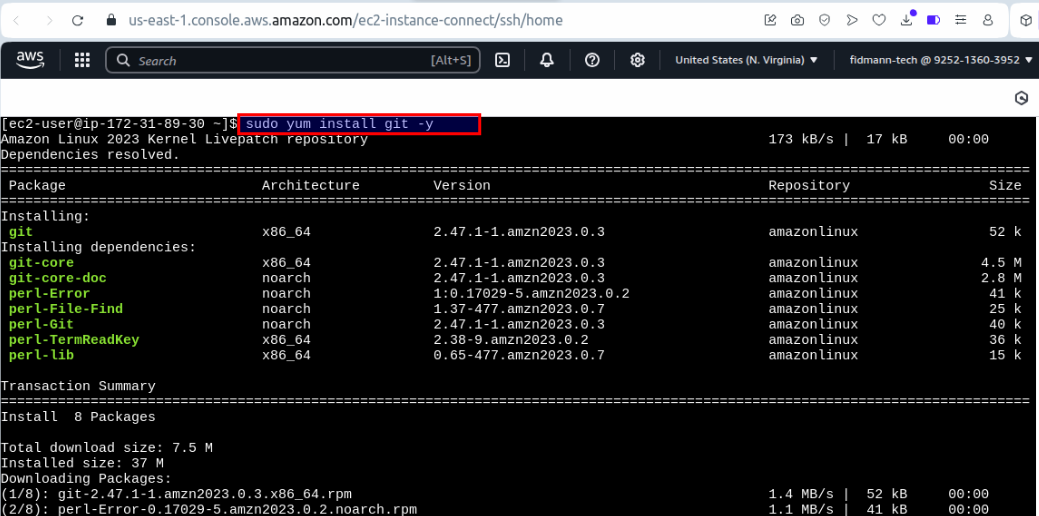 us-east-1.console.aws.amazon.com/ec2-instance-connect/ssh/home
aws Search [Alt+S] United States (N. Virginia) ▼ fidmann-tech @ 9252-1360-3952 ▼
[ec2-user@ip-172-31-89-30 ~]$ sudo yum install git -y
Amazon Linux 2023 Kernel Livepatch repository 173 kB/s | 17 kB 00:00
Dependencies resolved.
================================================================================
Package Architecture Version Repository Size
================================================================================
Installing:
git x86_64 2.47.1-1.amzn2023.0.3 amazonlinux 52 k
Installing dependencies:
git-core x86_64 2.47.1-1.amzn2023.0.3 amazonlinux 4.5 M
git-core-doc noarch 2.47.1-1.amzn2023.0.3 amazonlinux 2.8 M
perl-Error noarch 1:0.17029-5.amzn2023.0.2 amazonlinux 41 k
perl-File-Find noarch 1.37-477.amzn2023.0.7 amazonlinux 25 k
perl-Git noarch 2.47.1-1.amzn2023.0.3 amazonlinux 40 k
perl-TermReadKey x86_64 2.38-9.amzn2023.0.2 amazonlinux 36 k
perl-lib x86_64 0.65-477.amzn2023.0.7 amazonlinux 15 k
Transaction Summary
================================================================================
Install 8 Packages
Total download size: 7.5 M
Installed size: 37 M
Downloading Packages:
(1/8): git-2.47.1-1.amzn2023.0.3.x86_64.rpm 1.4 MB/s | 52 kB 00:00
(2/8): perl-Error-0.17029-5.amzn2023.0.2.noarch.rpm 1.1 MB/s | 41 kB 00:00